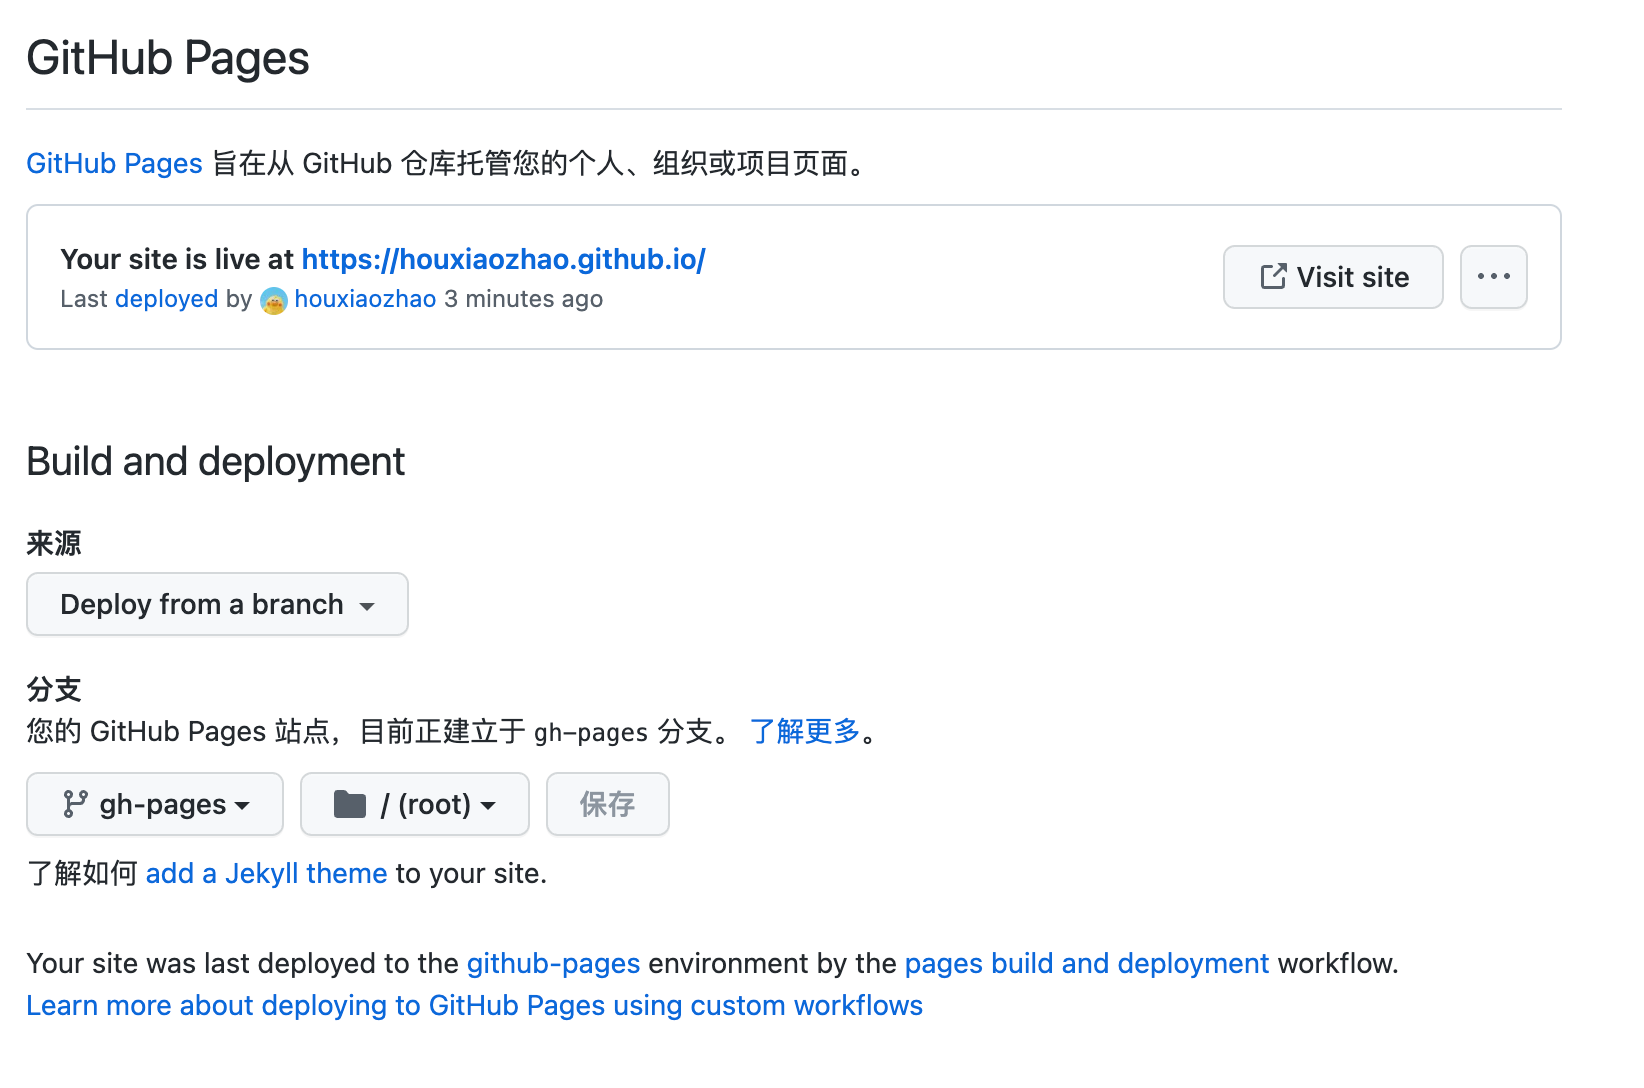 GitHub Pages
GitHub Pages 旨在从 GitHub 仓库托管您的个人、组织或项目页面。
Your site is live at https://houxiaozhao.github.io/
Last deployed by houxiaozhao 3 minutes ago
Visit site
Build and deployment
来源
Deploy from a branch
分支
您的 GitHub Pages 站点，目前正建立于 gh-pages 分支。 了解更多。
gh-pages / (root) 保存
了解如何 add a Jekyll theme to your site.
Your site was last deployed to the github-pages environment by the pages build and deployment workflow.
Learn more about deploying to GitHub Pages using custom workflows